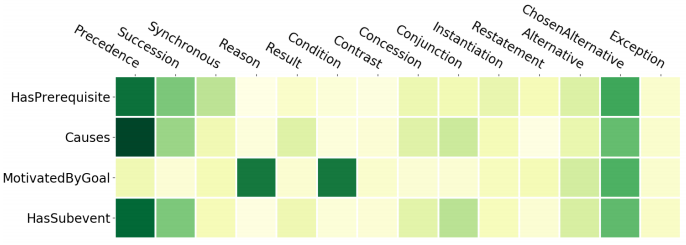 Precedence
Succession
Synchronous
Reason
Result
Condition
Contrast
Concession
Conjunction
Instantiation
Restatement
Alternative
ChosenAlternative
Exception
HasPrerequisite
Causes
MotivatedByGoal
HasSubevent